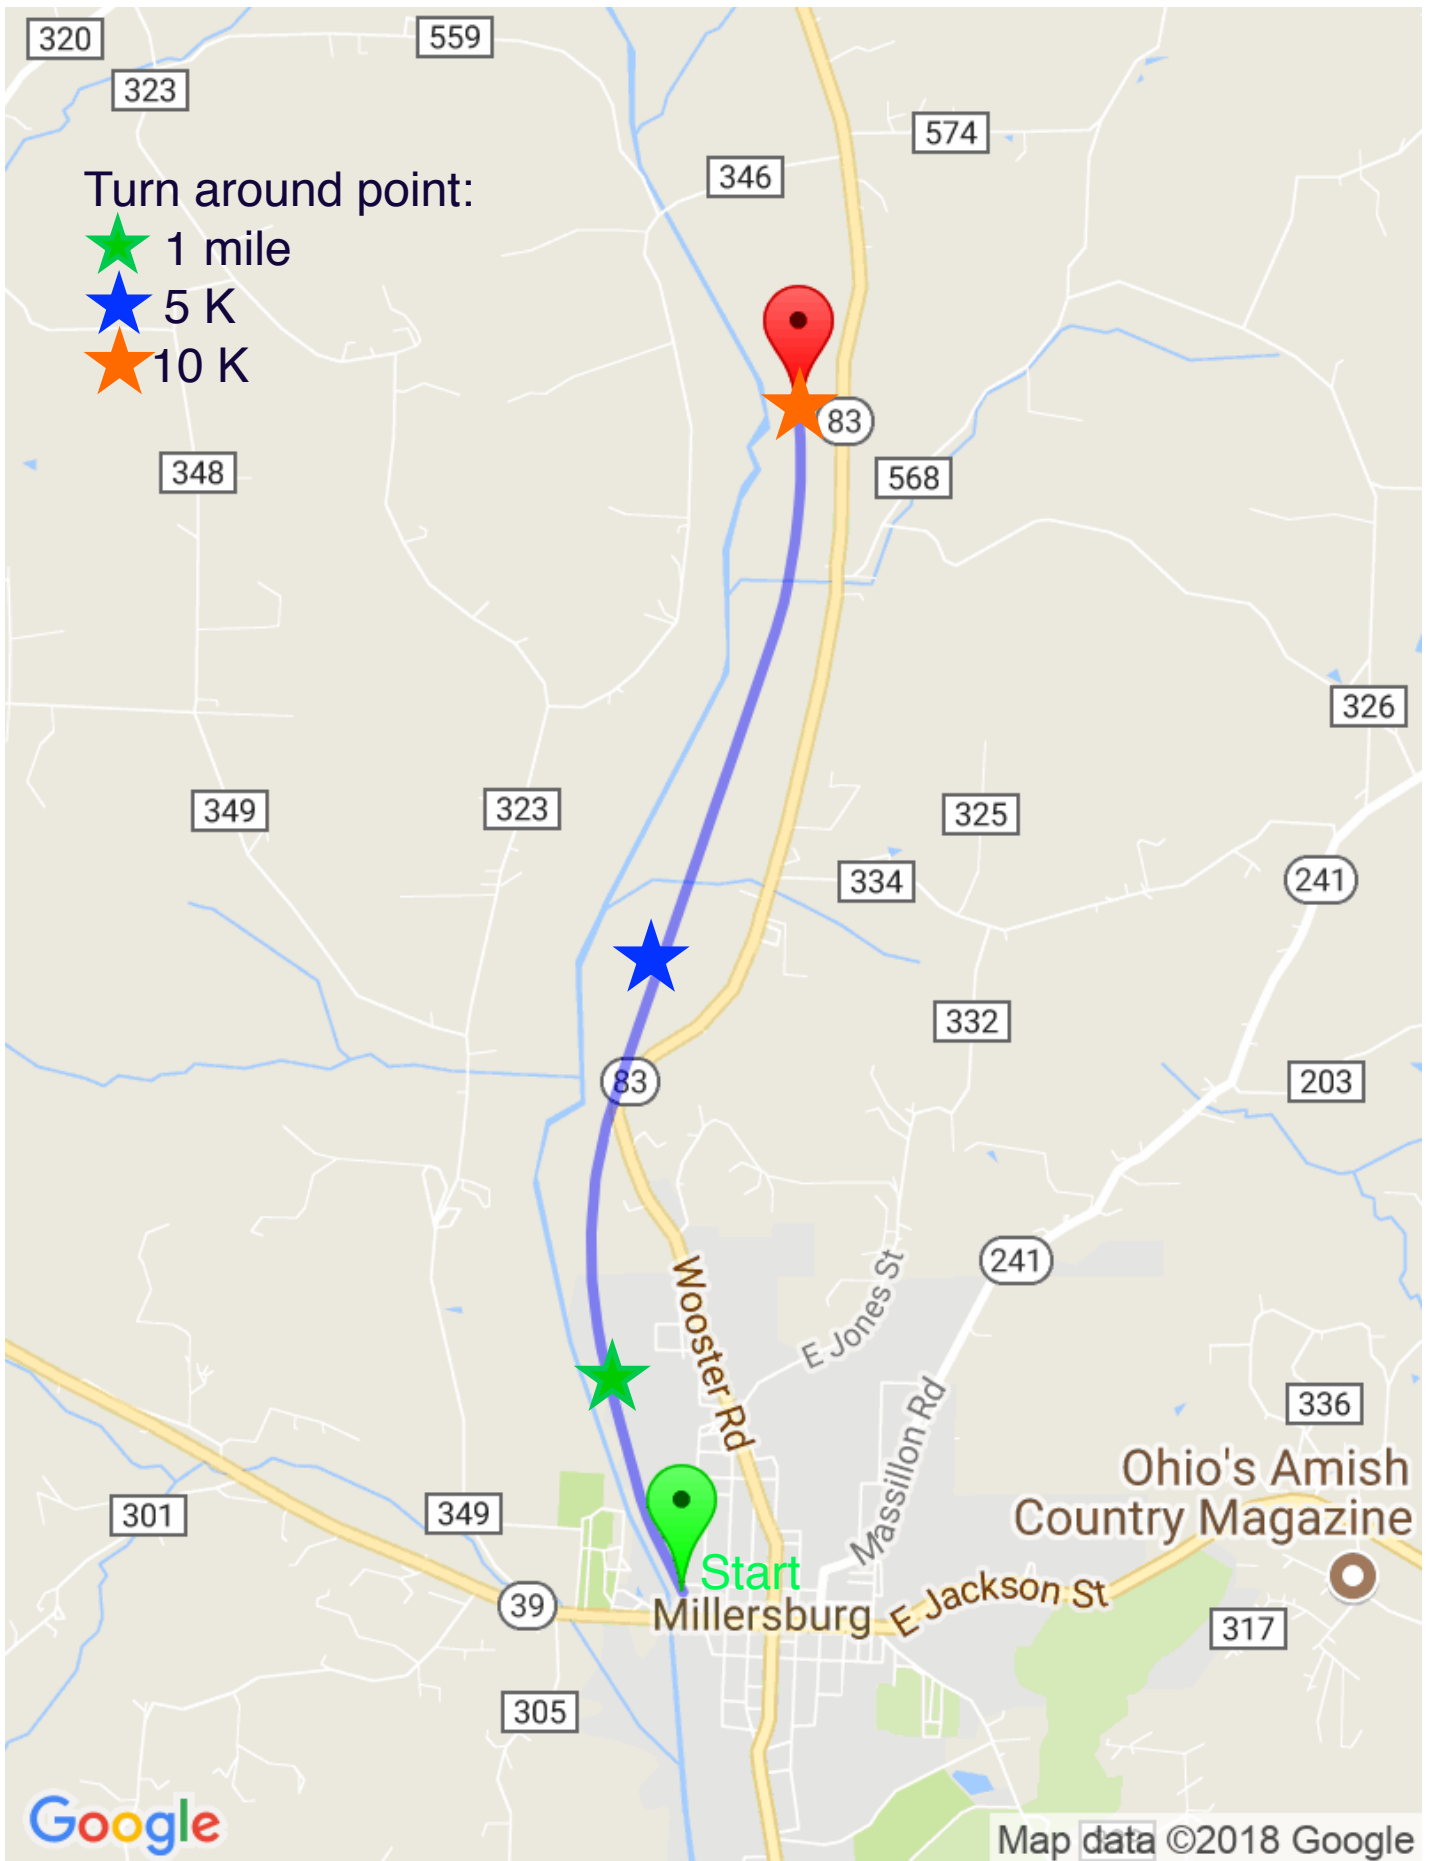 320
559
323
574
346
Turn around point:
1 mile
5 K
10 K
83
348
568
326
349
323
325
334
241
332
83
203
241
E Jones St
Wooster Rd
Massillon Rd
336
Ohio's Amish
Country Magazine
301
349
Start
39
Millersburg
E Jackson St
317
305
Google
Map data ©2018 Google